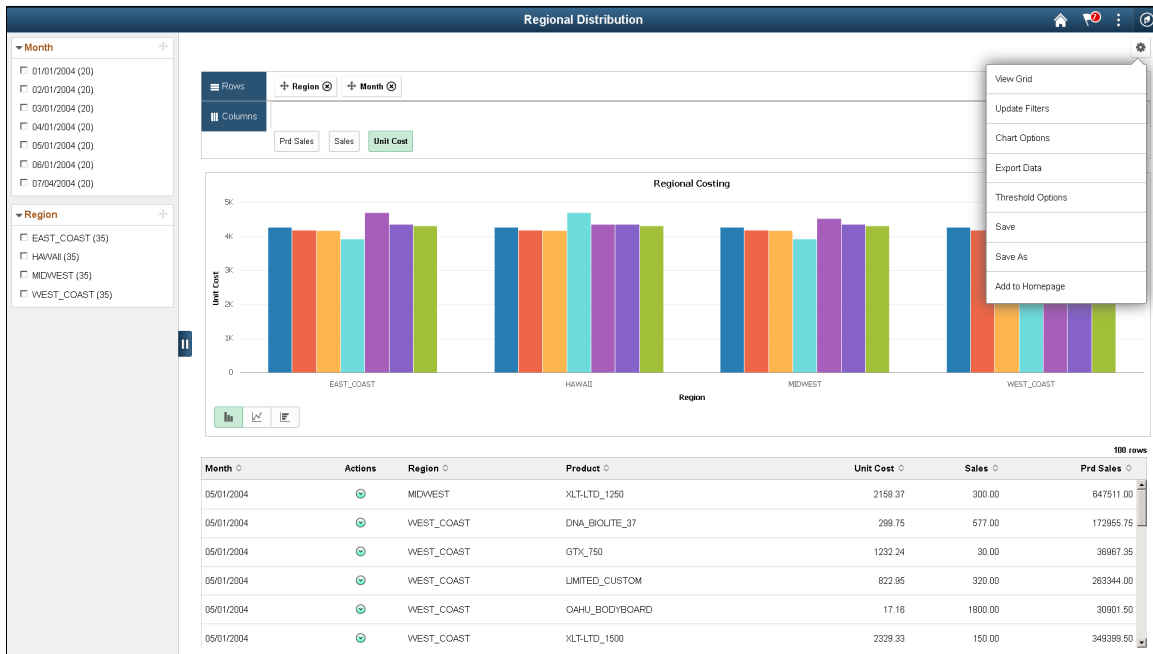 Regional Distribution
7
Month
01/01/2004 (20)
02/01/2004 (20)
03/01/2004 (20)
04/01/2004 (20)
05/01/2004 (20)
06/01/2004 (20)
07/04/2004 (20)
Region
EAST_COAST (35)
HAWAII (35)
MIDWEST (35)
WEST_COAST (35)
Rows
Region
Month
Columns
Prd Sales
Sales
Unit Cost
View Grid
Update Filters
Chart Options
Export Data
Threshold Options
Save
Save As
Add to Homepage
Regional Costing
5K
4K
3K
2K
1K
0
Unit Cost
EAST_COAST HAWAII MIDWEST WEST_COAST
Region
100 rows
Month Actions Region Product Unit Cost Sales Prd Sales
05/01/2004 MIDWEST XLT-LTD_1250 2158.37 300.00 647511.00
05/01/2004 WEST_COAST DNA_BIOLITE_37 299.75 577.00 172955.75
05/01/2004 WEST_COAST GTX_750 1232.24 30.00 36967.35
05/01/2004 WEST_COAST LIMITED_CUSTOM 822.95 320.00 263344.00
05/01/2004 WEST_COAST OAHU_BODYBOARD 17.16 1800.00 30901.50
05/01/2004 WEST_COAST XLT-LTD_1500 2329.33 150.00 349399.50